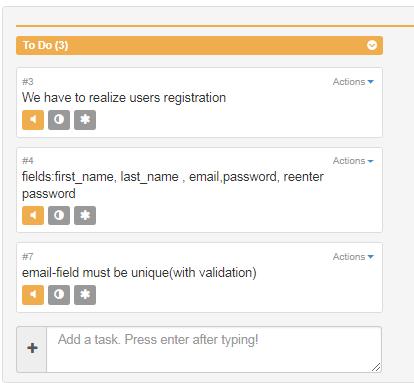 To Do (3)
#3
Actions
We have to realize users registration
#4
Actions
fields:first_name, last_name , email,password, reenter
password
#7
Actions
email-field must be unique(with validation)
Add a task. Press enter after typing!